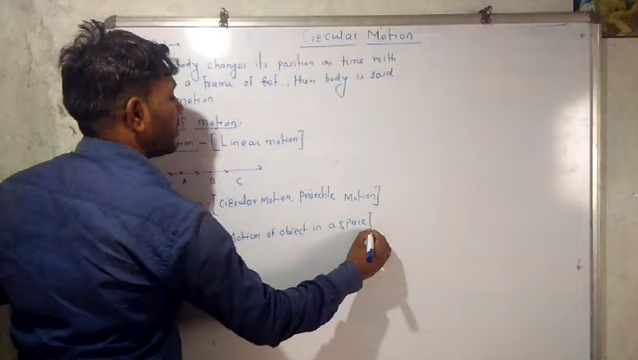 Circular Motion
body changes its position as time with
a frame of ref., then body is said
motion
of motion.
- [Linear motion]
A B C
- [Circular Motion, Projectile Motion]
Motion of object in a space]